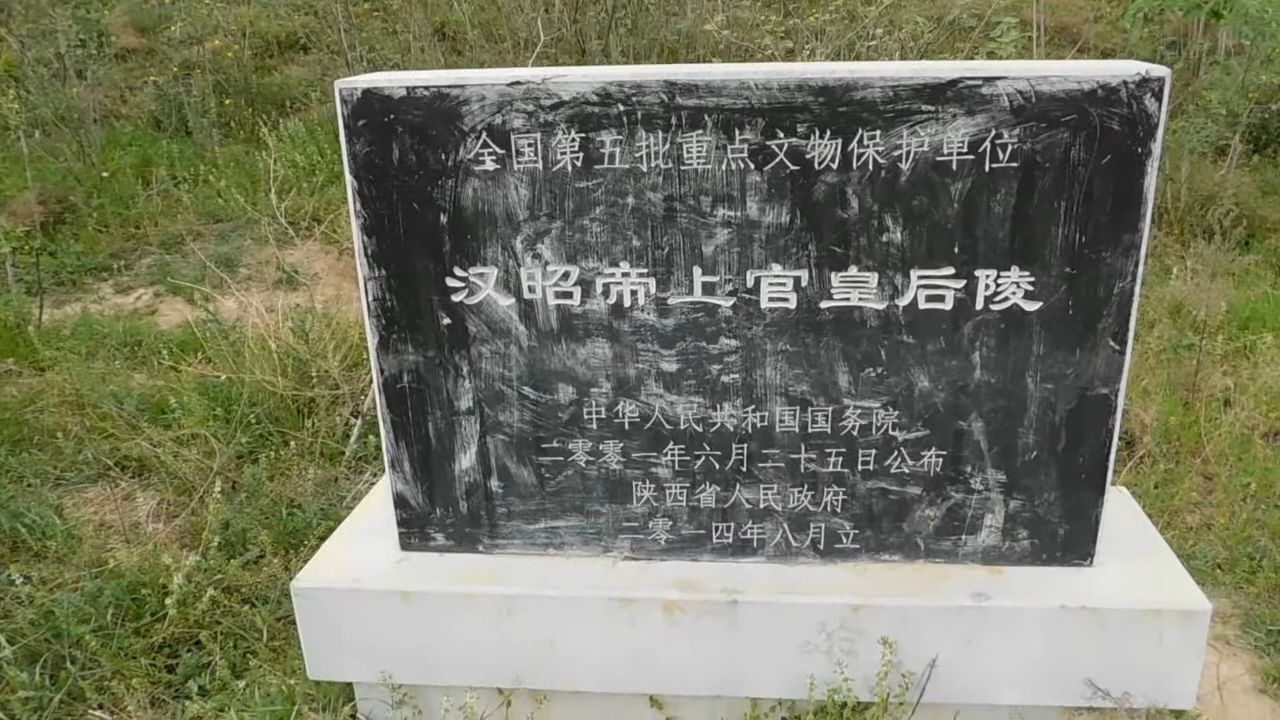 全国第五批重点文物保护单位
汉昭帝上官皇后陵
中华人民共和国国务院
二零零一年六月二十五日公布
陕西省人民政府
二零一四年八月立